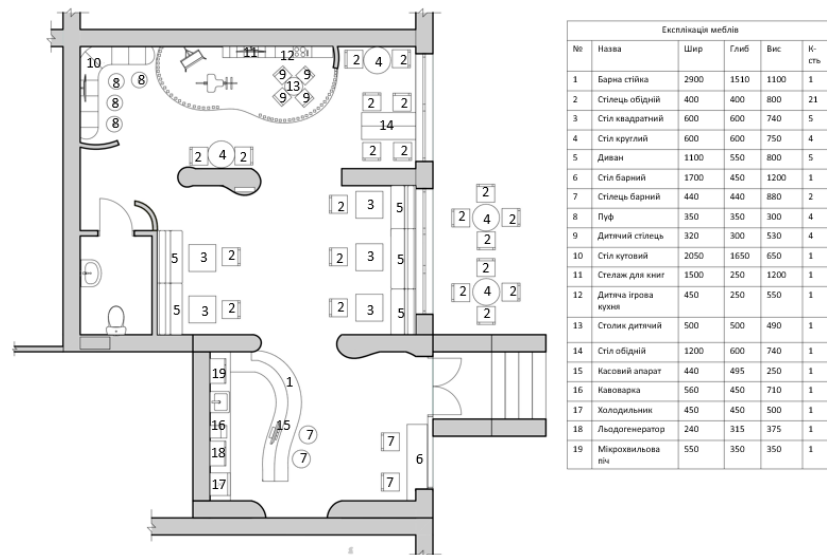 Експлікація меблів
№ Назва Шир Глиб Вис К-сть
1 Барна стійка 2900 1510 1100 1
2 Стілець обідній 400 400 800 21
3 Стіл квадратний 600 600 740 5
4 Стіл круглий 600 600 750 4
5 Диван 1100 550 800 5
6 Стіл барний 1700 450 1200 1
7 Стілець барний 440 440 880 2
8 Пуф 350 350 300 4
9 Дитячий стілець 320 300 530 4
10 Стіл кутовий 2050 1650 650 1
11 Стелаж для книг 1500 250 1200 1
12 Дитяча ігрова кухня 450 250 550 1
13 Столик дитячий 500 500 490 1
14 Стіл обідній 1200 600 740 1
15 Касовий апарат 440 495 250 1
16 Кавоварка 560 450 710 1
17 Холодильник 450 450 500 1
18 Льодогенератор 240 315 375 1
19 Мікрохвильова піч 550 350 350 1
11 12
10 2 4 2
8 8 9 9
13
8 9 9 2 2
8 14
2 4 2 2 2
2
2 3 5 2 4 2
2
5 3 2 2 3 5
2
2 4 2
5 3 2 2 3 5 2
19 1
16 15 7 7
18 7 6
17 7